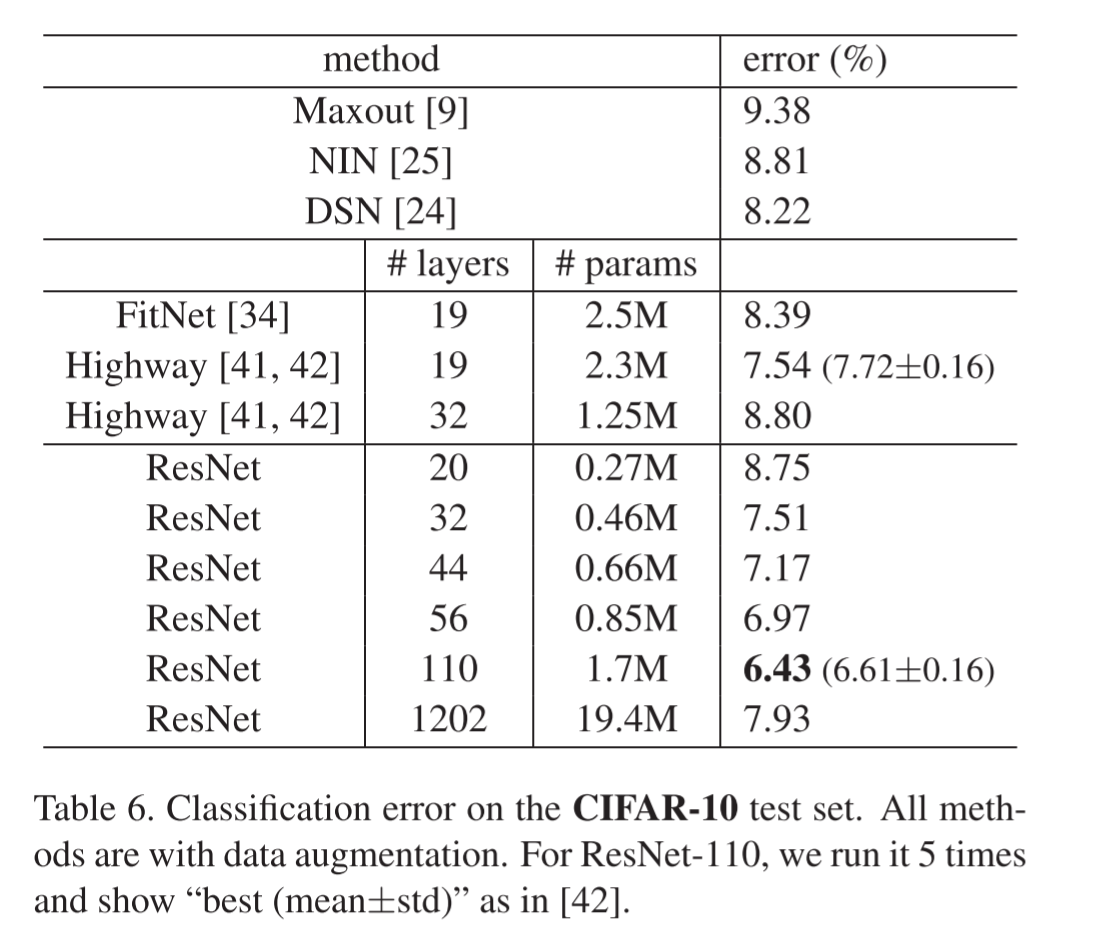 method error (%)
Maxout [9] 9.38
NIN [25] 8.81
DSN [24] 8.22
# layers # params
FitNet [34] 19 2.5M 8.39
Highway [41, 42] 19 2.3M 7.54 (7.72±0.16)
Highway [41, 42] 32 1.25M 8.80
ResNet 20 0.27M 8.75
ResNet 32 0.46M 7.51
ResNet 44 0.66M 7.17
ResNet 56 0.85M 6.97
ResNet 110 1.7M 6.43 (6.61±0.16)
ResNet 1202 19.4M 7.93
Table 6. Classification error on the CIFAR-10 test set. All meth-
ods are with data augmentation. For ResNet-110, we run it 5 times
and show “best (mean±std)” as in [42].